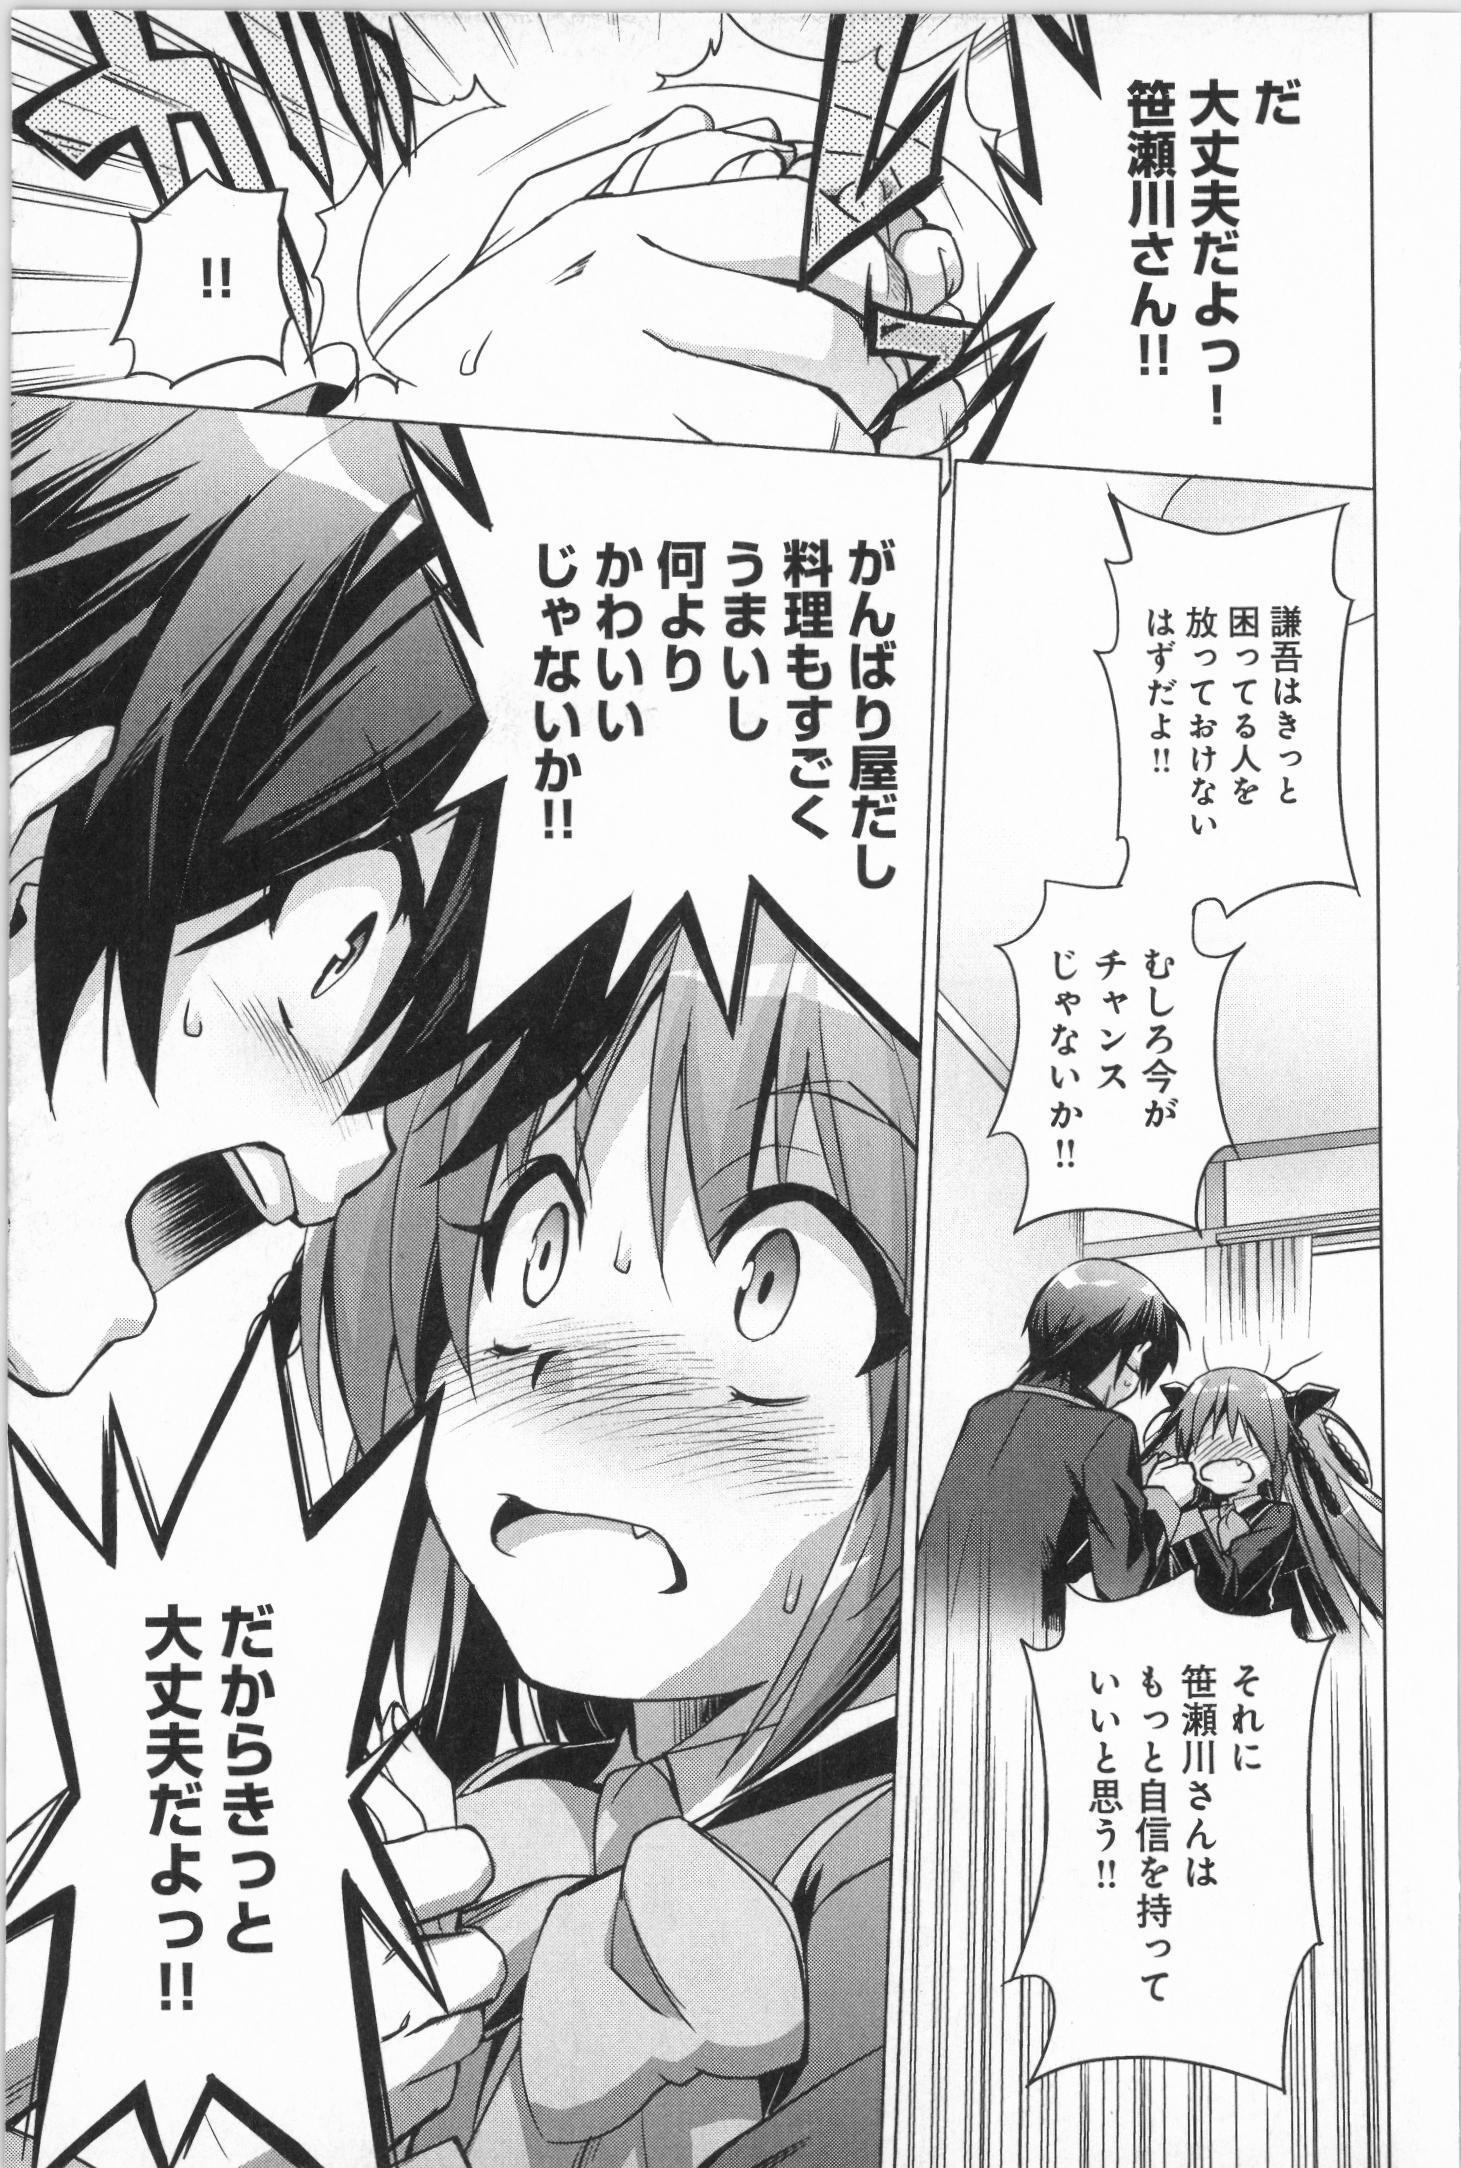 だ
大丈夫だよっ！
笹瀬川さん!!
!!
謙吾はきっと
困ってる人を
放っておけない
はずだよ!!
むしろ今が
チャンス
じゃないか!!
それに
笹瀬川さんは
もっと自信を持って
いいと思う!!
がんばり屋だし
料理もすごく
うまいし
何より
かわいい
じゃないか!!
だからきっと
大丈夫だよっ!!